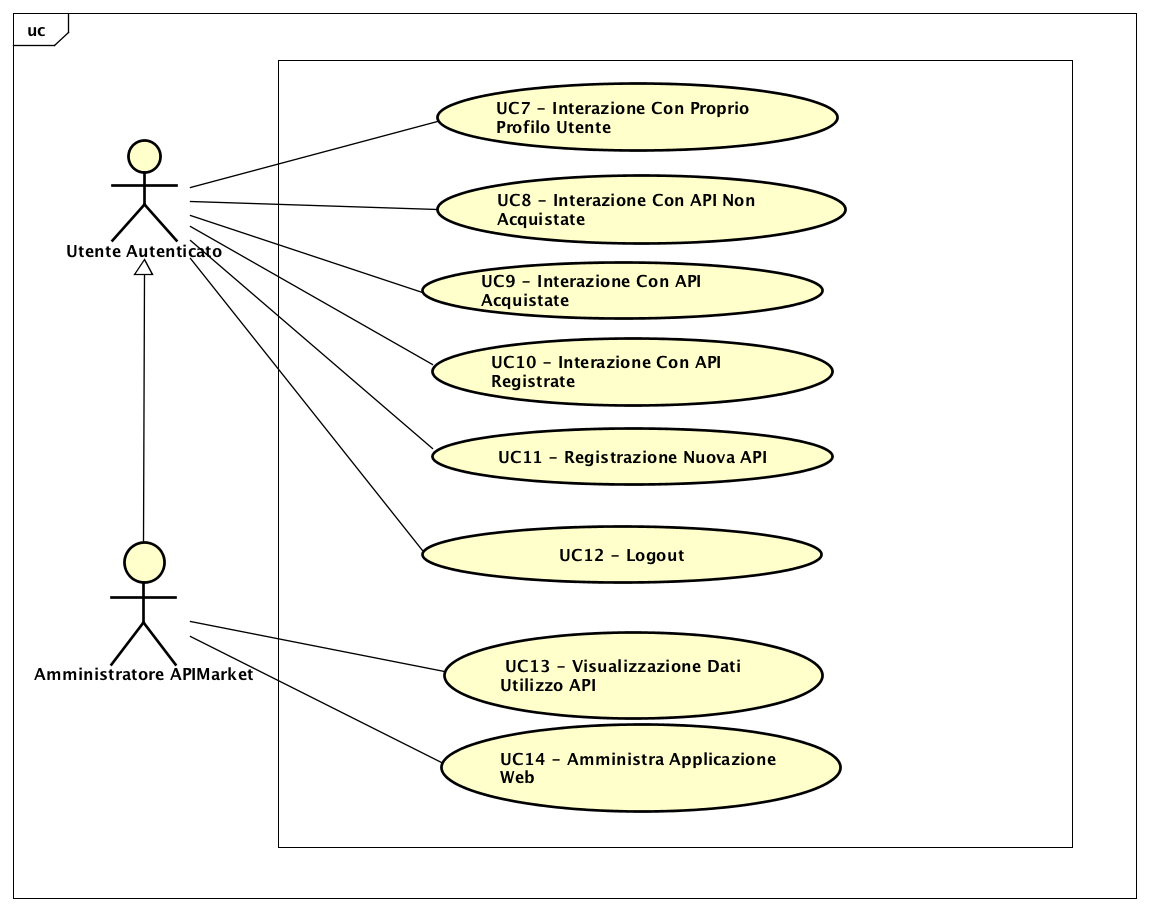 uc
UC7 – Interazione Con Proprio
Profilo Utente
UC8 – Interazione Con API Non
Acquistate
Utente Autenticato
UC9 – Interazione Con API
Acquistate
UC10 – Interazione Con API
Registrate
UC11 – Registrazione Nuova API
UC12 – Logout
Amministratore APIMarket
UC13 – Visualizzazione Dati
Utilizzo API
UC14 – Amministra Applicazione
Web